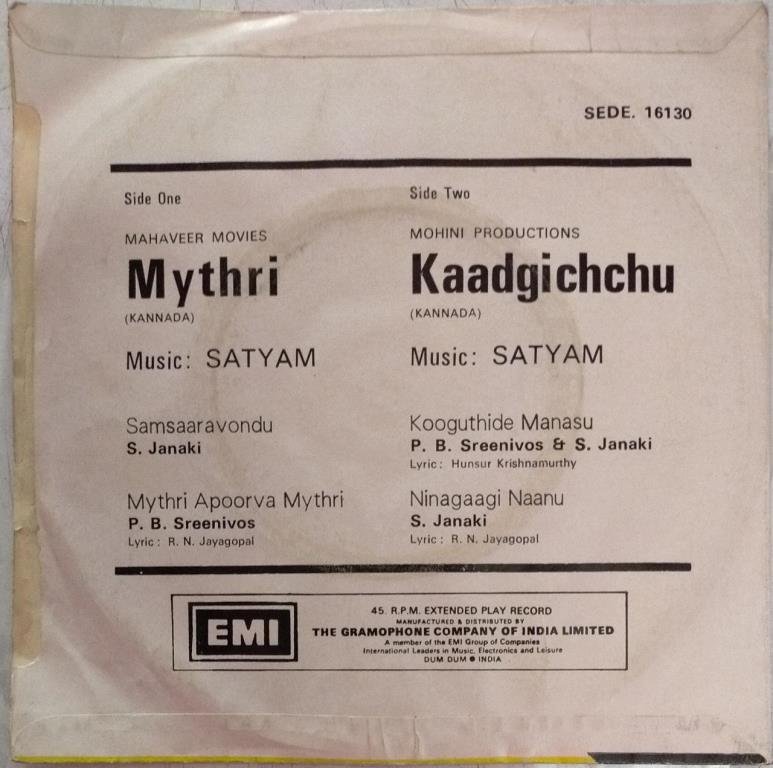 SEDE. 16130
Side One
MAHAVEER MOVIES
Mythri
(KANNADA)
Music: SATYAM
Samsaaravondu
S. Janaki
Mythri Apoorva Mythri
P. B. Sreenivos
Lyric : R. N. Jayagopal
Side Two
MOHINI PRODUCTIONS
Kaadgichchu
(KANNADA)
Music: SATYAM
Kooguthide Manasu
P. B. Sreenivos & S. Janaki
Lyric : Hunsur Krishnamurthy
Ninagaagi Naanu
S. Janaki
Lyric : R. N. Jayagopal
EMI
45. R.P.M. EXTENDED PLAY RECORD
MANUFACTURED & DISTRIBUTED BY
THE GRAMOPHONE COMPANY OF INDIA LIMITED
A member of the EMI Group of Companies
International Leaders in Music, Electronics and Leisure
DUM DUM ● INDIA